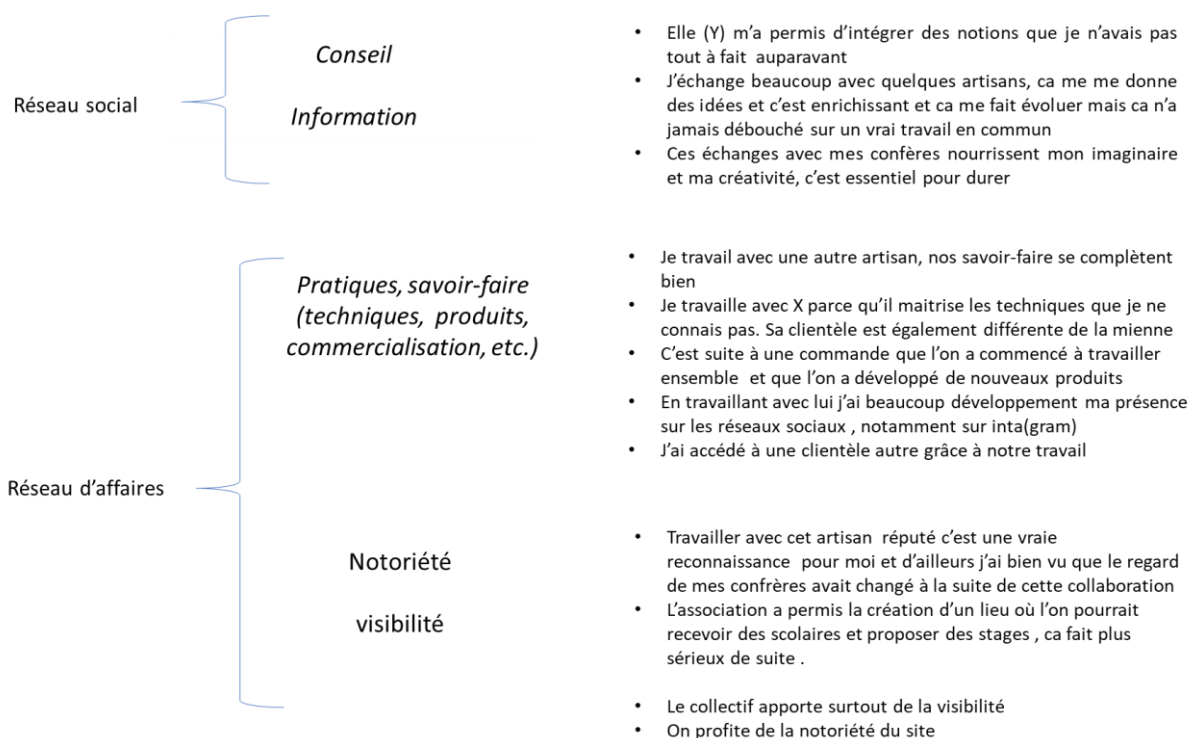 Réseau social
Conseil
Information
• Elle (Y) m’a permis d’intégrer des notions que je n’avais pas
tout à fait auparavant
• J’échange beaucoup avec quelques artisans, ca me me donne
des idées et c’est enrichissant et ca me fait évoluer mais ca n’a
jamais débouché sur un vrai travail en commun
• Ces échanges avec mes confères nourrissent mon imaginaire
et ma créativité, c’est essentiel pour durer
Réseau d’affaires
Pratiques, savoir-faire
(techniques, produits,
commercialisation, etc.)
• Je travail avec une autre artisan, nos savoir-faire se complètent
bien
• Je travaille avec X parce qu’il maitrise les techniques que je ne
connais pas. Sa clientèle est également différente de la mienne
• C’est suite à une commande que l’on a commencé à travailler
ensemble et que l’on a développé de nouveaux produits
• En travaillant avec lui j’ai beaucoup développement ma présence
sur les réseaux sociaux , notamment sur inta(gram)
• J’ai accédé à une clientèle autre grâce à notre travail
Notoriété
visibilité
• Travailler avec cet artisan réputé c’est une vraie
reconnaissance pour moi et d’ailleurs j’ai bien vu que le regard
de mes confrères avait changé à la suite de cette collaboration
• L’association a permis la création d’un lieu où l’on pourrait
recevoir des scolaires et proposer des stages , ca fait plus
sérieux de suite .
• Le collectif apporte surtout de la visibilité
• On profite de la notoriété du site